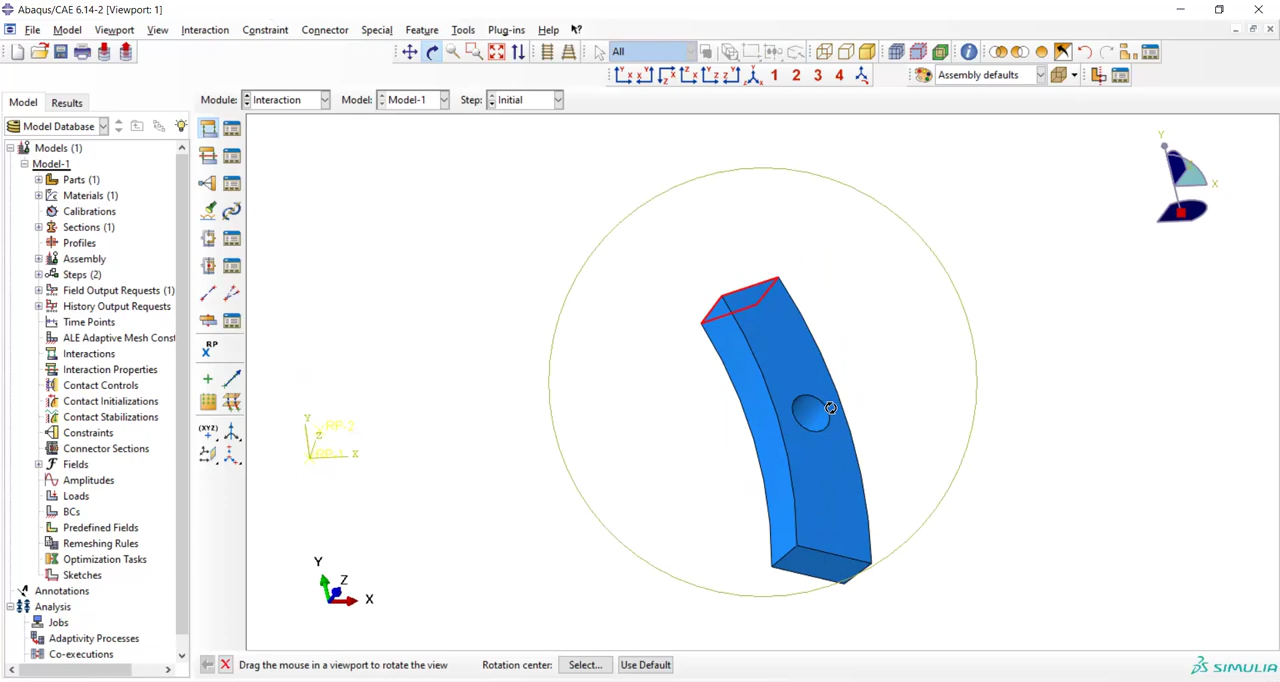 Abaqus/CAE 6.14-2 [Viewport: 1]
File Model Viewport View Interaction Constraint Connector Special Feature Tools Plug-ins Help
All
1 2 3 4 Assembly defaults
Model Results Module: Interaction Model: Model-1 Step: Initial
Model Database
Models (1)
Model-1
Parts (1)
Materials (1)
Calibrations
Sections (1)
Profiles
Assembly
Steps (2)
Field Output Requests (1)
History Output Requests
Time Points
ALE Adaptive Mesh Const
Interactions
Interaction Properties
Contact Controls
Contact Initializations
Contact Stabilizations
Constraints
Connector Sections
Fields
Amplitudes
Loads
BCs
Predefined Fields
Remeshing Rules
Optimization Tasks
Sketches
Annotations
Analysis
Jobs
Adaptivity Processes
Co-executions
RP
(XYZ)
Y
X
Y
RP-2
Z
RP-1
X
Y
Z
X
Drag the mouse in a viewport to rotate the view Rotation center: Select... Use Default
SIMULIA